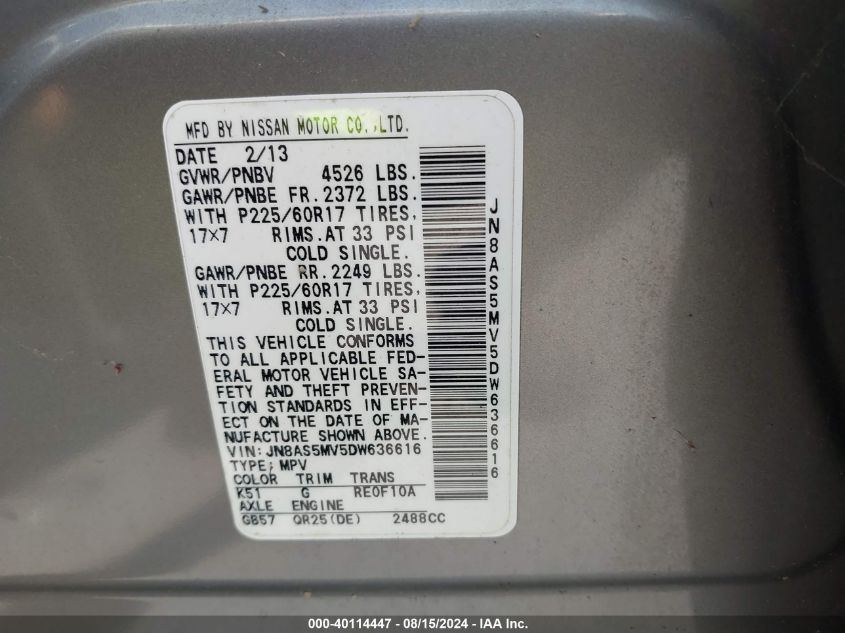 MFD BY NISSAN MOTOR CO.,LTD.
DATE 2/13
GVWR/PNBV 4526 LBS.
GAWR/PNBE FR. 2372 LBS.
WITH P225/60R17 TIRES,
17×7 RIMS.AT 33 PSI
COLD SINGLE.
GAWR/PNBE RR. 2249 LBS.
WITH P225/60R17 TIRES,
17×7 RIMS.AT 33 PSI
COLD SINGLE.
THIS VEHICLE CONFORMS
TO ALL APPLICABLE FED-
ERAL MOTOR VEHICLE SA-
FETY AND THEFT PREVEN-
TION STANDARDS IN EFF-
ECT ON THE DATE OF MA-
NUFACTURE SHOWN ABOVE.
VIN: JN8AS5MV5DW636616
TYPE; MPV
COLOR TRIM TRANS
K51 G RE0F10A
AXLE ENGINE
GB57 QR25(DE) 2488CC
JN8AS5MV5DW636616
000-40114447 - 08/15/2024 - IAA Inc.